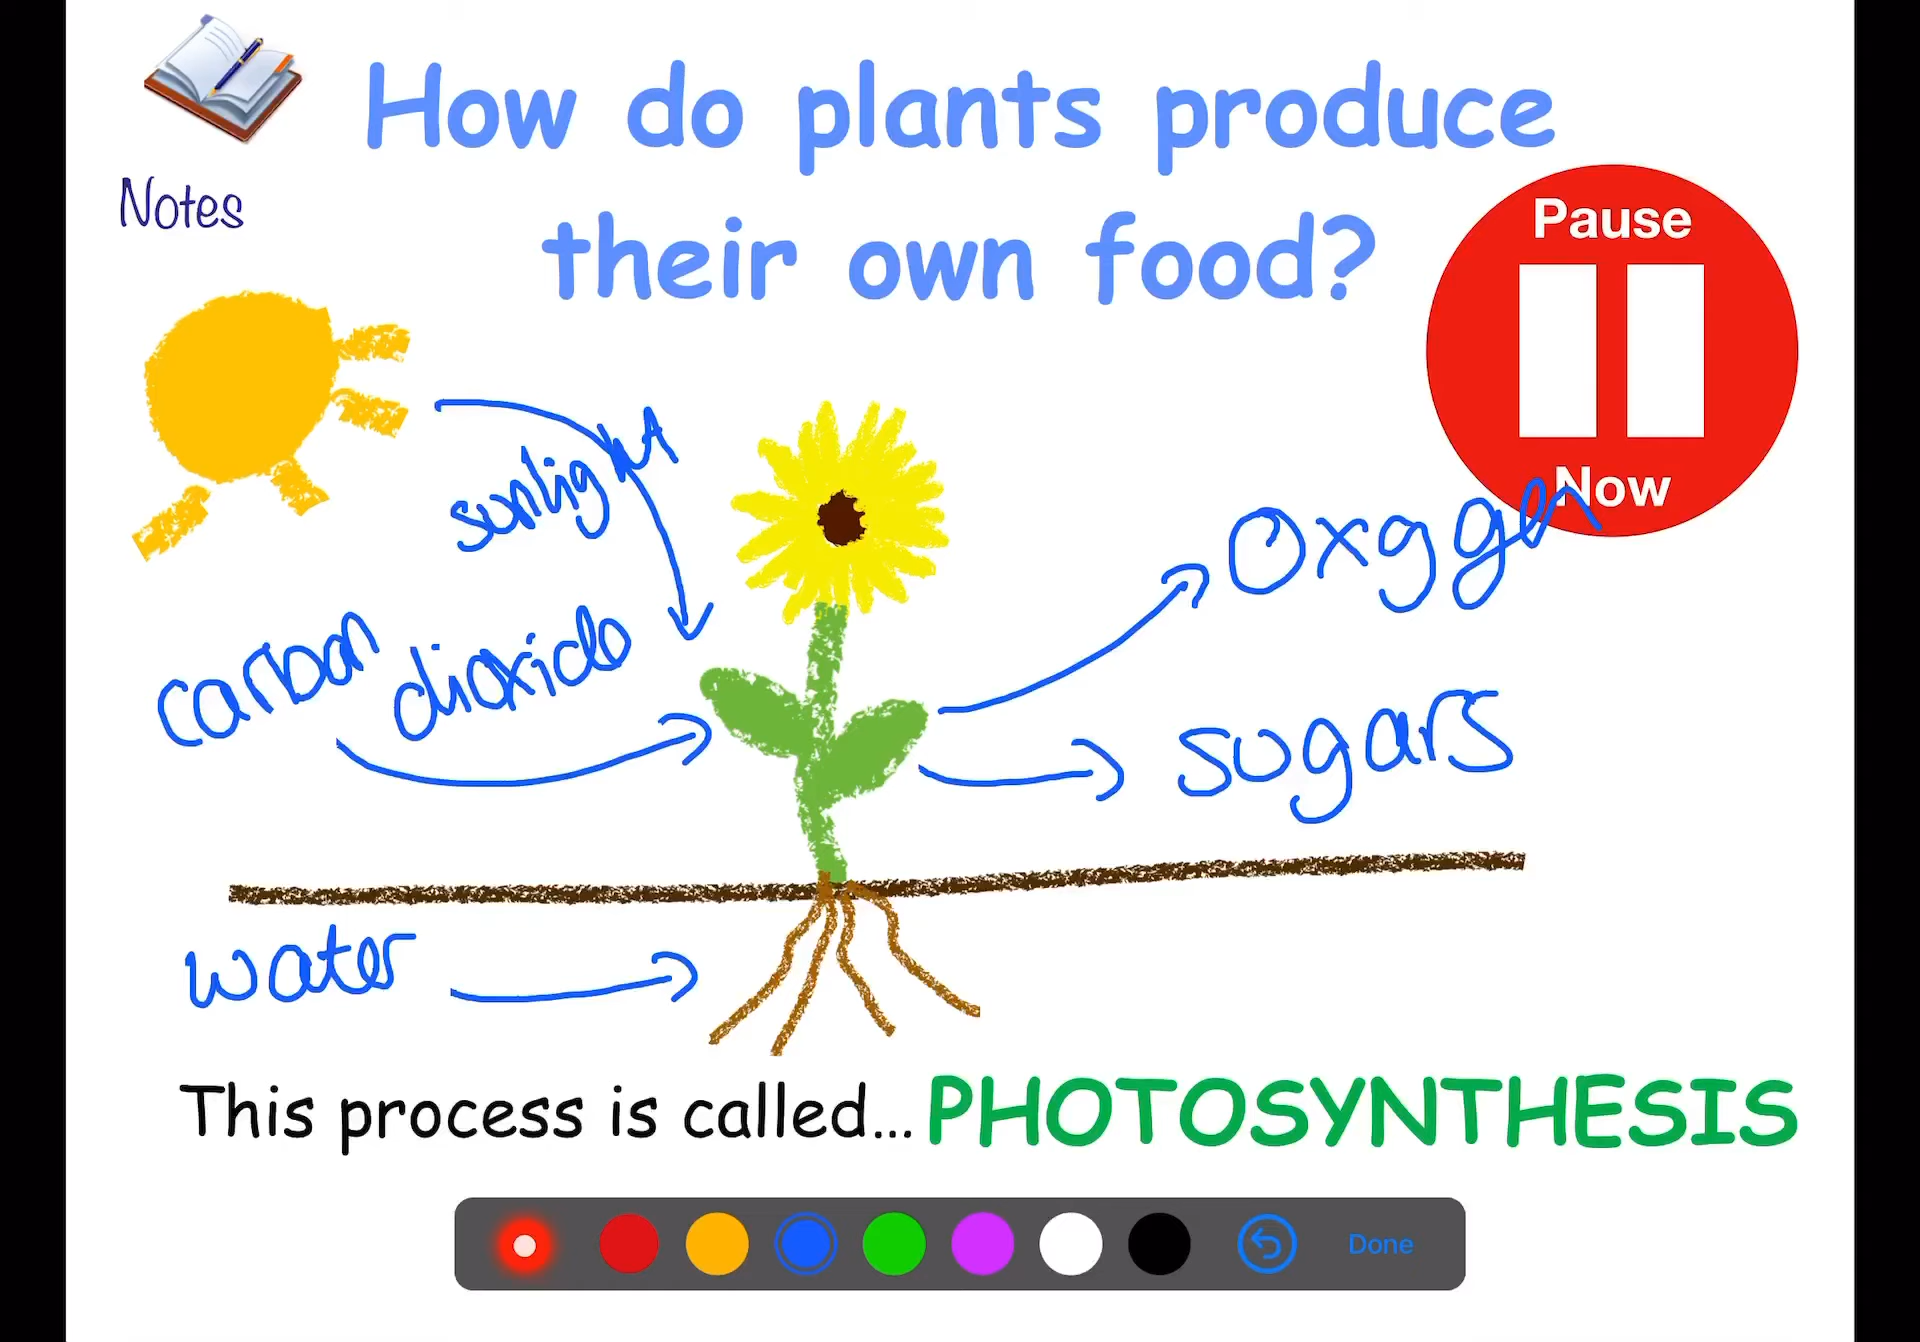 How do plants produce
their own food?
Notes
Pause
Now
sunlight
oxygen
carbon dioxide
sugars
water
This process is called... PHOTOSYNTHESIS
Done